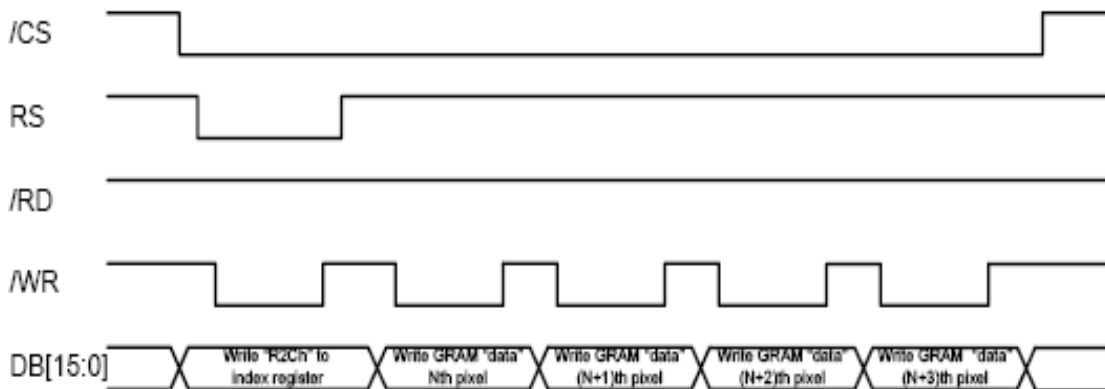 /CS
RS
/RD
/WR
DB[15:0]
Write "R2Ch" to
index register
Write GRAM "data"
Nth pixel
Write GRAM "data"
(N+1)th pixel
Write GRAM "data"
(N+2)th pixel
Write GRAM "data"
(N+3)th pixel